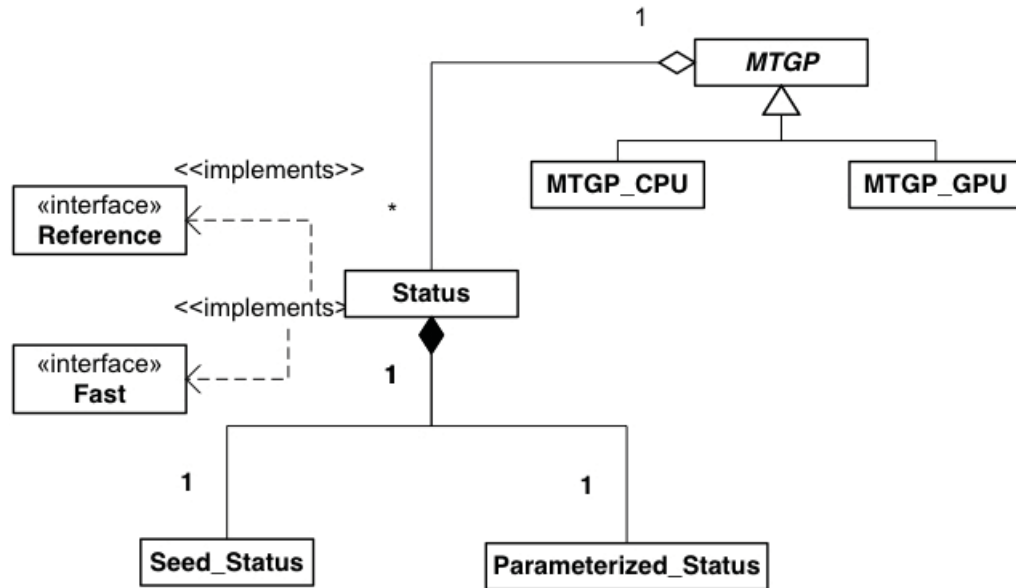 1
MTGP
<<implements>>
MTGP_CPU
MTGP_GPU
«interface»
Reference
*
Status
<<implements>
«interface»
Fast
1
1
1
Seed_Status
Parameterized_Status